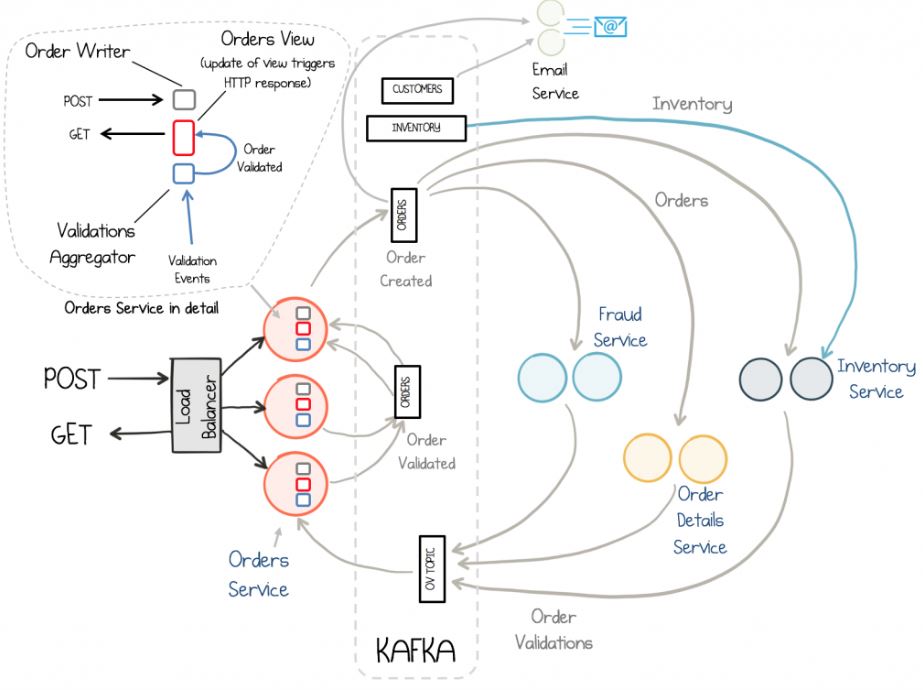 Order Writer
Orders View
(update of view triggers
HTTP response)
POST
GET
Order
Validated
Validations
Aggregator
Validation
Events
Orders Service in detail
CUSTOMERS
INVENTORY
ORDERS
Order
Created
@
Email
Service
Inventory
Orders
Fraud
Service
Inventory
Service
POST
GET
Load
Balancer
ORDERS
Order
Validated
Order
Details
Service
Orders
Service
OV TOPIC
Order
Validations
KAFKA